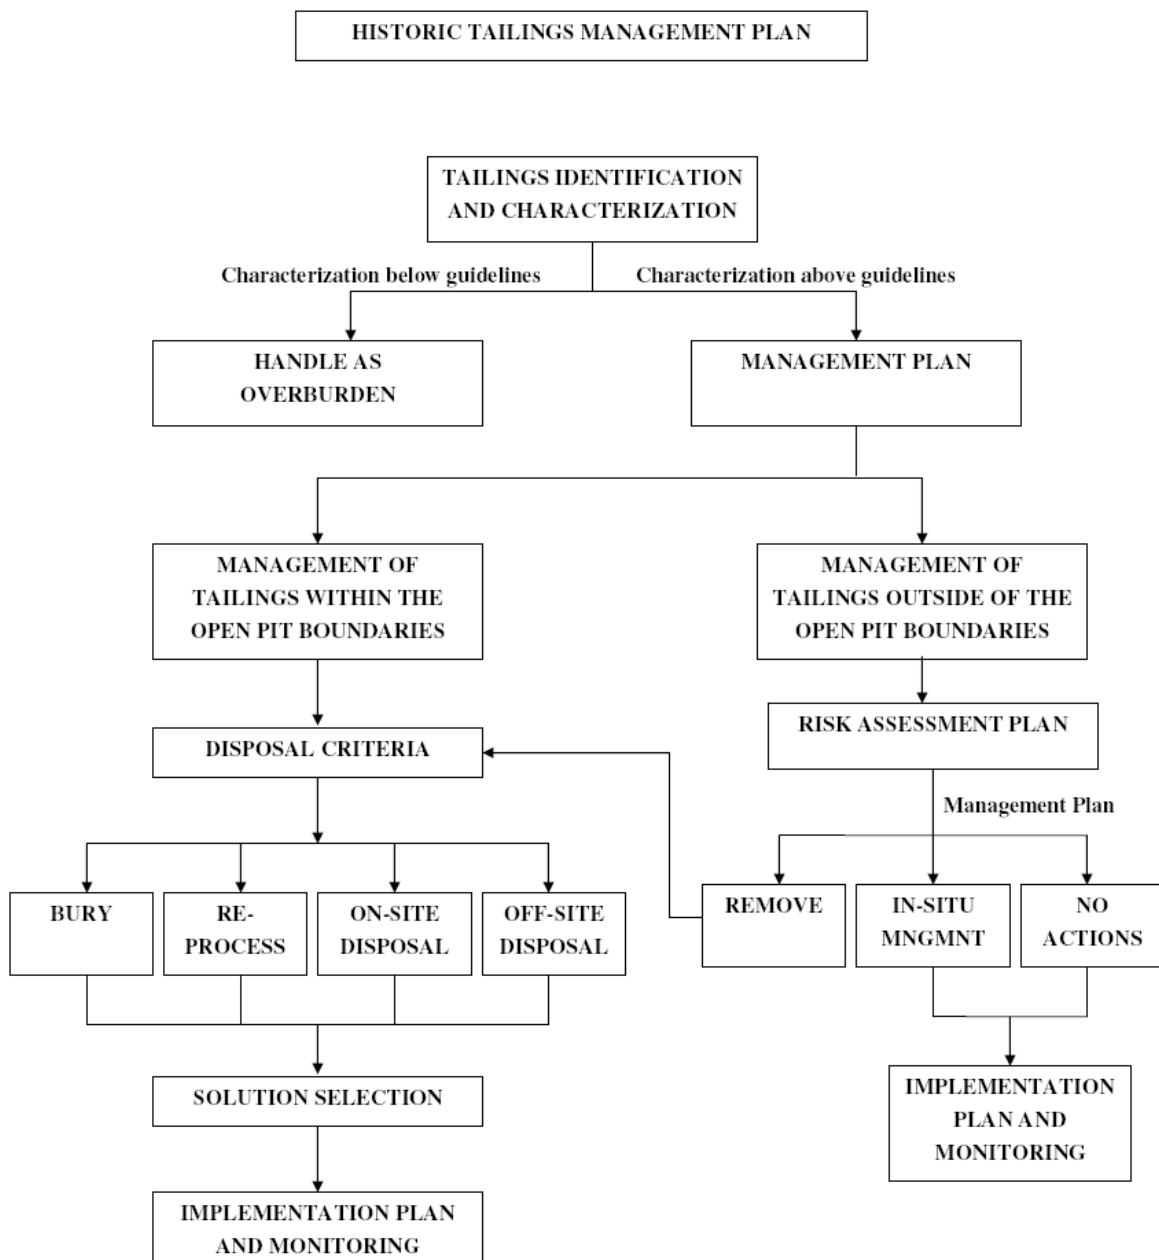 HISTORIC TAILINGS MANAGEMENT PLAN
TAILINGS IDENTIFICATION
AND CHARACTERIZATION
Characterization below guidelines
Characterization above guidelines
HANDLE AS
OVERBURDEN
MANAGEMENT PLAN
MANAGEMENT OF
TAILINGS WITHIN THE
OPEN PIT BOUNDARIES
MANAGEMENT OF
TAILINGS OUTSIDE OF THE
OPEN PIT BOUNDARIES
RISK ASSESSMENT PLAN
DISPOSAL CRITERIA
Management Plan
BURY
RE-
PROCESS
ON-SITE
DISPOSAL
OFF-SITE
DISPOSAL
REMOVE
IN-SITU
MNGMNT
NO
ACTIONS
SOLUTION SELECTION
IMPLEMENTATION
PLAN AND
MONITORING
IMPLEMENTATION PLAN
AND MONITORING